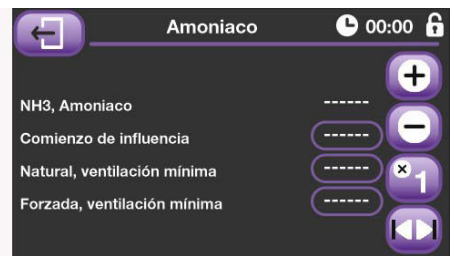 Amoniaco 00:00
NH3, Amoniaco ------
Comienzo de influencia ------
Natural, ventilación mínima ------
Forzada, ventilación mínima ------
×1